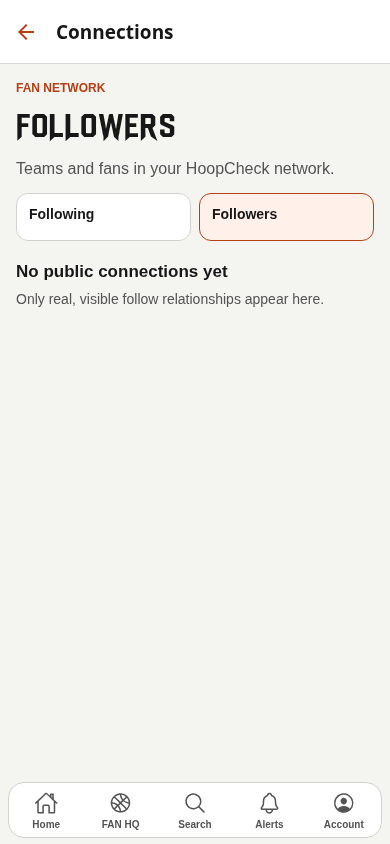 Connections
FAN NETWORK
FOLLOWERS
Teams and fans in your HoopCheck network.
Following
Followers
No public connections yet
Only real, visible follow relationships appear here.
Home
FAN HQ
Search
Alerts
Account